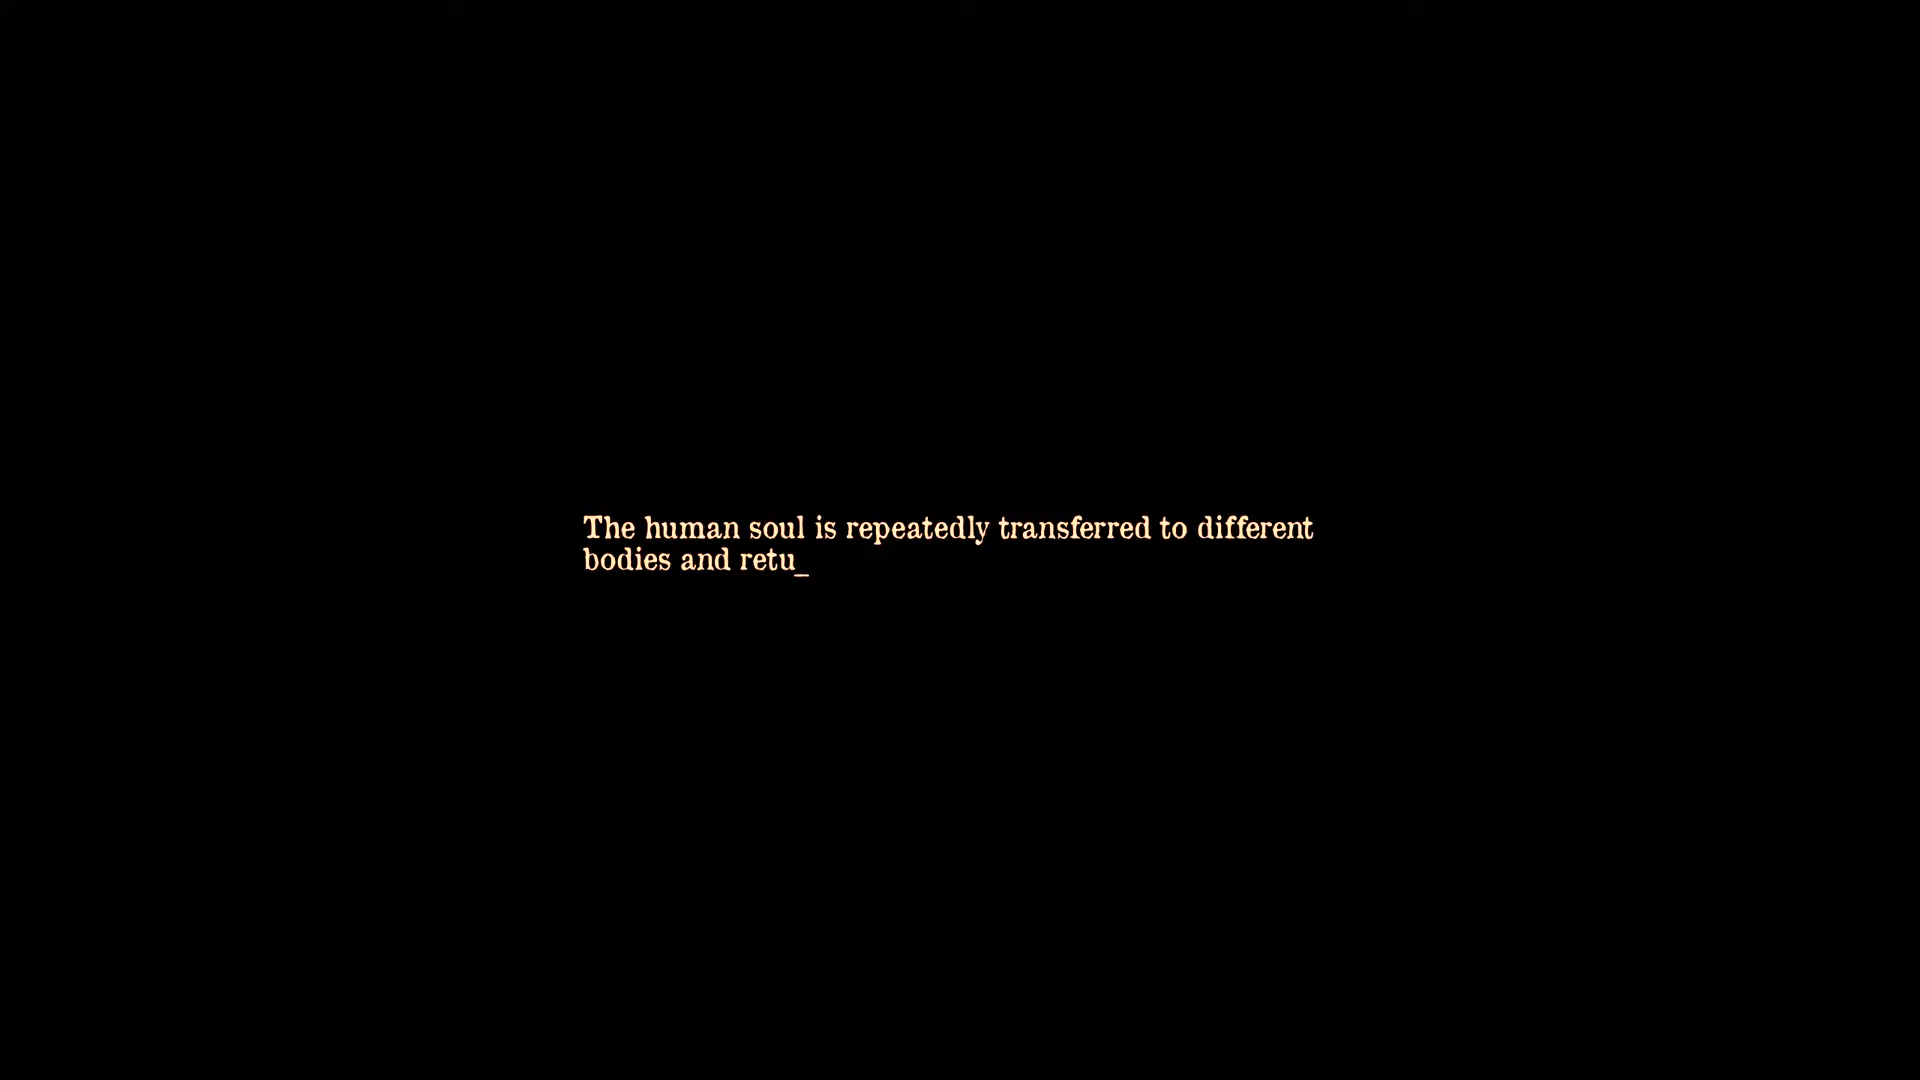 The human soul is repeatedly transferred to different
bodies and retu_